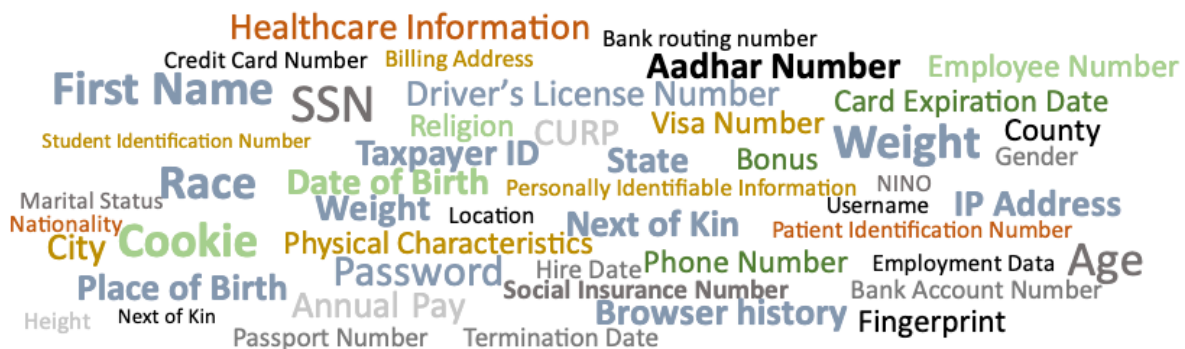 Healthcare Information
Bank routing number
Credit Card Number
Billing Address
Aadhar Number
Employee Number
First Name
SSN
Driver’s License Number
Card Expiration Date
Religion
CURP
Visa Number
Weight
County
Student Identification Number
Taxpayer ID
State
Bonus
Gender
Race
Date of Birth
Personally Identifiable Information
NINO
Marital Status
Weight
Location
Next of Kin
Username
IP Address
Nationality
City
Cookie
Physical Characteristics
Patient Identification Number
Password
Hire Date
Phone Number
Employment Data
Age
Place of Birth
Annual Pay
Social Insurance Number
Bank Account Number
Height
Next of Kin
Browser history
Fingerprint
Passport Number
Termination Date